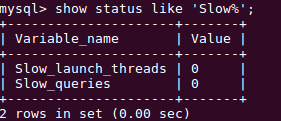 mysql> show status like 'Slow%';
+---------------------+-------+
| Variable_name       | Value |
+---------------------+-------+
| Slow_launch_threads | 0     |
| Slow_queries        | 0     |
+---------------------+-------+
2 rows in set (0.00 sec)